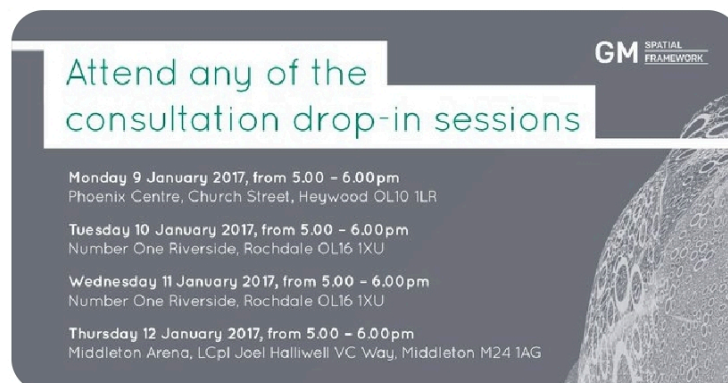 GM SPATIAL FRAMEWORK
Attend any of the
consultation drop-in sessions
Monday 9 January 2017, from 5.00 - 6.00pm
Phoenix Centre, Church Street, Heywood OL10 1LR
Tuesday 10 January 2017, from 5.00 - 6.00pm
Number One Riverside, Rochdale OL16 1XU
Wednesday 11 January 2017, from 5.00 - 6.00pm
Number One Riverside, Rochdale OL16 1XU
Thursday 12 January 2017, from 5.00 - 6.00pm
Middleton Arena, LCpl Joel Halliwell VC Way, Middleton M24 1AG